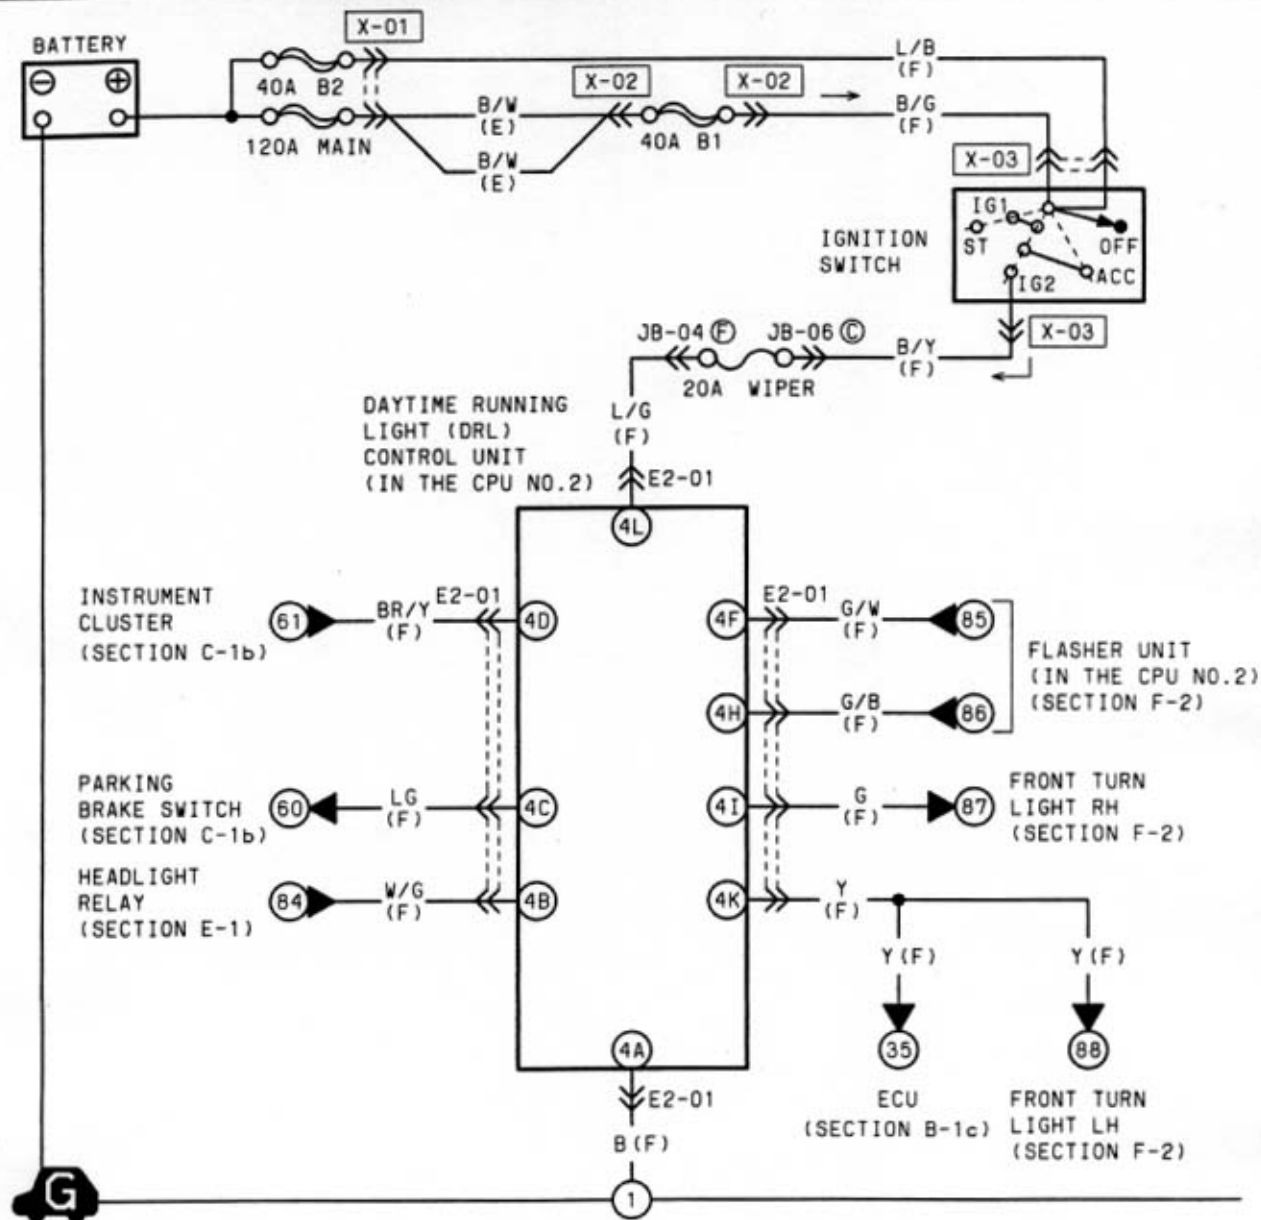 X-01
BATTERY
L/B
(F)
40A B2
X-02
X-02
B/W
(E)
B/G
(F)
120A MAIN
40A B1
B/W
(E)
X-03
IG1
ST
OFF
IGNITION
SWITCH
IG2
ACC
JB-04 Ⓕ
JB-06 Ⓒ
X-03
B/Y
(F)
20A WIPER
DAYTIME RUNNING
LIGHT (DRL)
CONTROL UNIT
(IN THE CPU NO.2)
L/G
(F)
E2-01
4L
INSTRUMENT
CLUSTER
(SECTION C-1b)
61
BR/Y
(F)
E2-01
4D
4F
E2-01
G/W
(F)
85
FLASHER UNIT
(IN THE CPU NO.2)
(SECTION F-2)
4H
G/B
(F)
86
PARKING
BRAKE SWITCH
(SECTION C-1b)
60
LG
(F)
4C
4I
G
(F)
87
FRONT TURN
LIGHT RH
(SECTION F-2)
HEADLIGHT
RELAY
(SECTION E-1)
84
W/G
(F)
4B
4K
Y
(F)
Y(F)
Y(F)
4A
35
88
E2-01
ECU
(SECTION B-1c)
FRONT TURN
LIGHT LH
(SECTION F-2)
B(F)
G
1